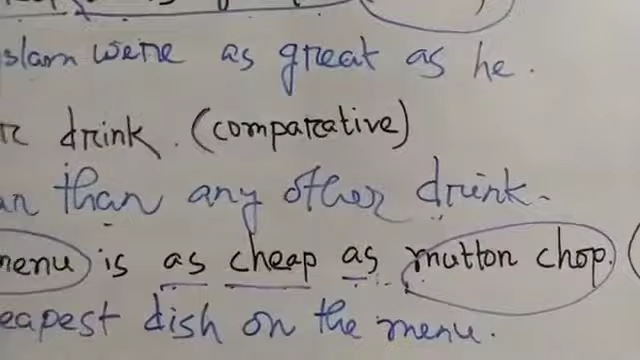 slam were as great as he.
drink. (comparative)
than any other drink.
menu is as cheap as mutton chop. (
eapest dish on the menu.